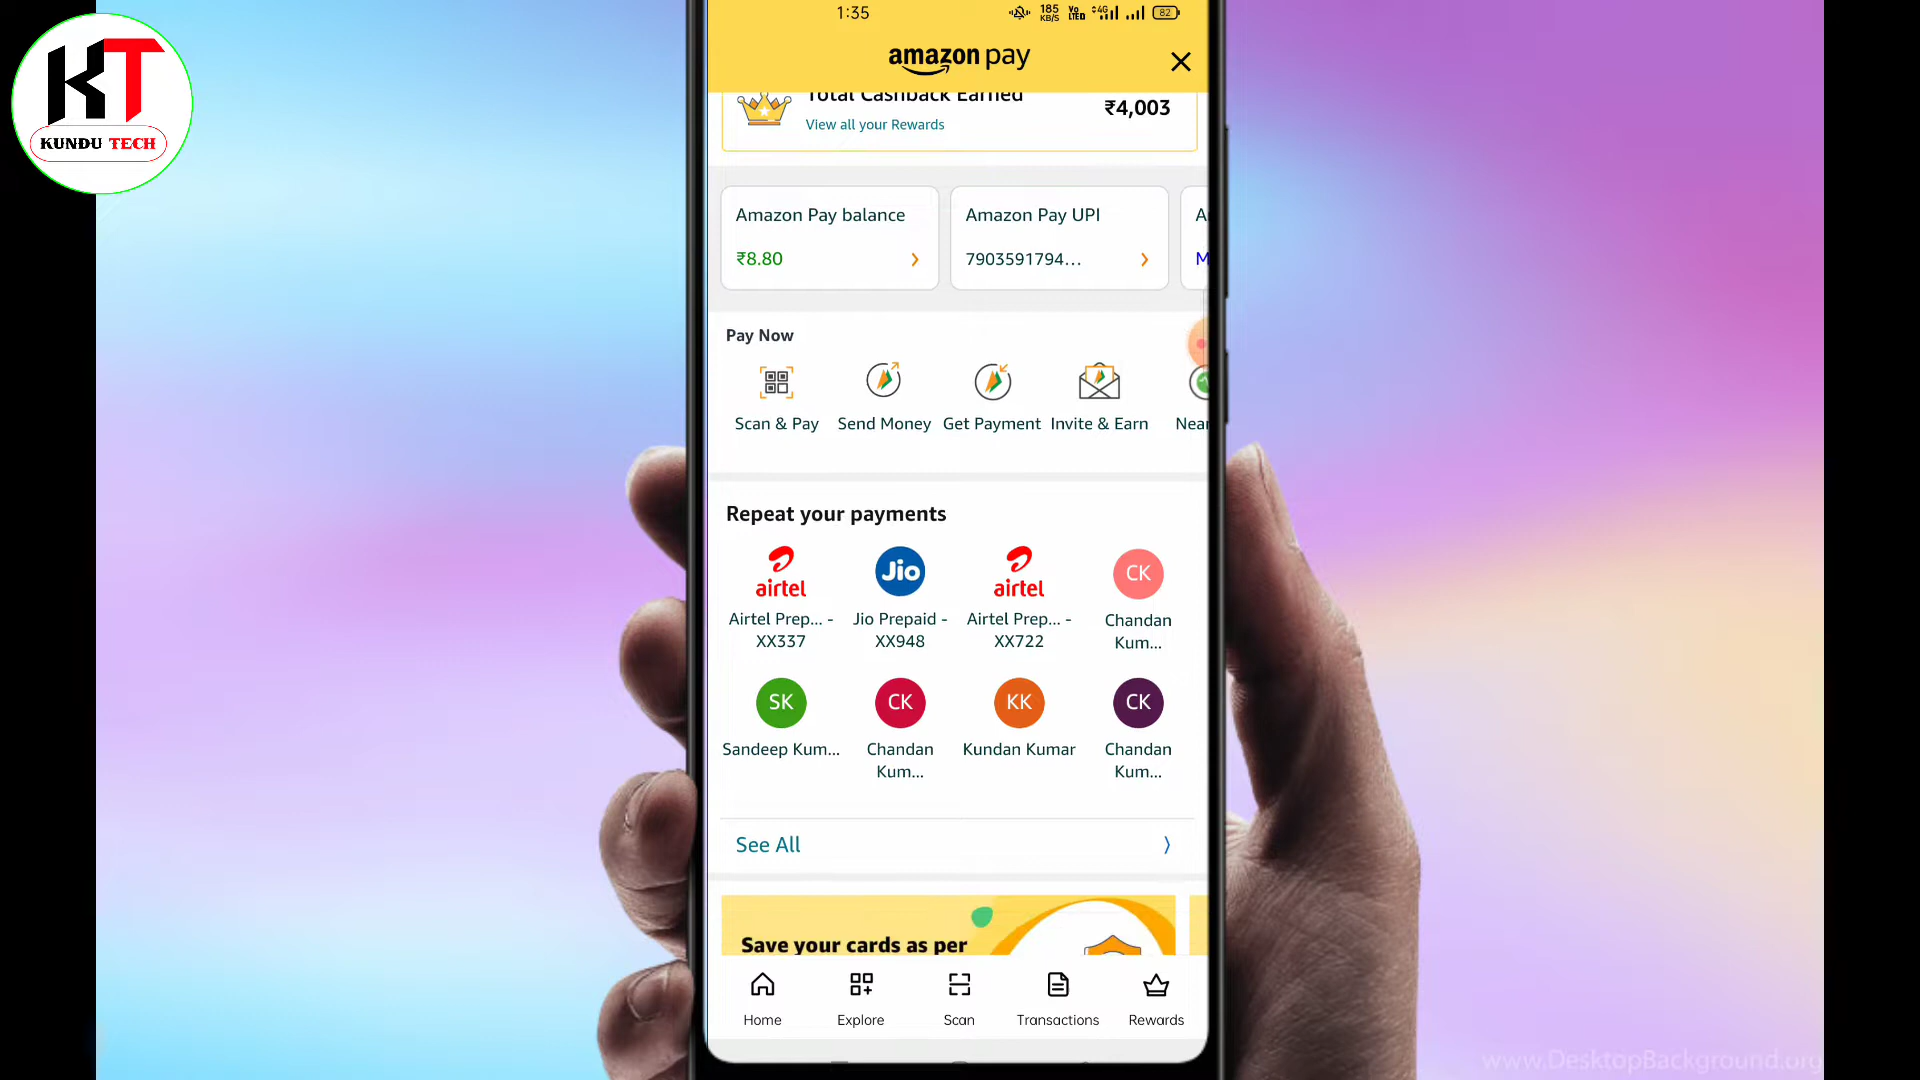 KT
KUNDU TECH
1:35
185 KB/S
Vo LTED
4G
82
amazon pay
Total Cashback Earned
₹4,003
View all your Rewards
Amazon Pay balance
₹8.80
Amazon Pay UPI
7903591794...
Pay Now
Scan & Pay
Send Money
Get Payment
Invite & Earn
Repeat your payments
airtel
Jio
airtel
CK
Airtel Prep... - XX337
Jio Prepaid - XX948
Airtel Prep... - XX722
Chandan Kum...
SK
CK
KK
CK
Sandeep Kum...
Chandan Kum...
Kundan Kumar
Chandan Kum...
See All
Save your cards as per
Home
Explore
Scan
Transactions
Rewards
www.DesktopBackground.org